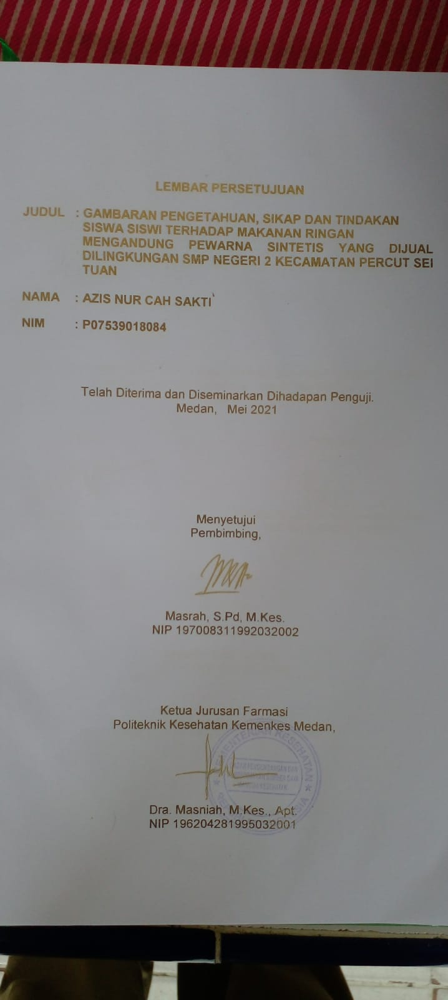 LEMBAR PERSETUJUAN
JUDUL : GAMBARAN PENGETAHUAN, SIKAP DAN TINDAKAN
SISWA SISWI TERHADAP MAKANAN RINGAN
MENGANDUNG PEWARNA SINTETIS YANG DIJUAL
DILINGKUNGAN SMP NEGERI 2 KECAMATAN PERCUT SEI
TUAN
NAMA : AZIS NUR CAH SAKTI
NIM : P07539018084
Telah Diterima dan Diseminarkan Dihadapan Penguji.
Medan, Mei 2021
Menyetujui
Pembimbing,
Masrah, S.Pd, M.Kes.
NIP 197008311992032002
Ketua Jurusan Farmasi
Politeknik Kesehatan Kemenkes Medan,
KEMENTERIAN KESEHATAN
Dra. Masniah, M.Kes., Apt.
NIP 196204281995032001